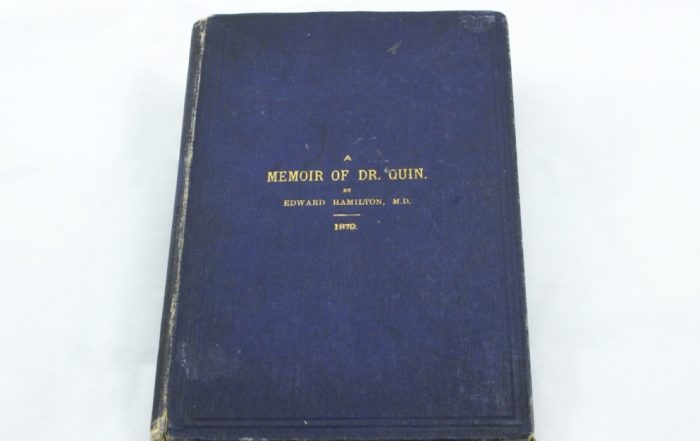 A
MEMOIR OF DR. QUIN.
BY
EDWARD HAMILTON, M.D.
1879.